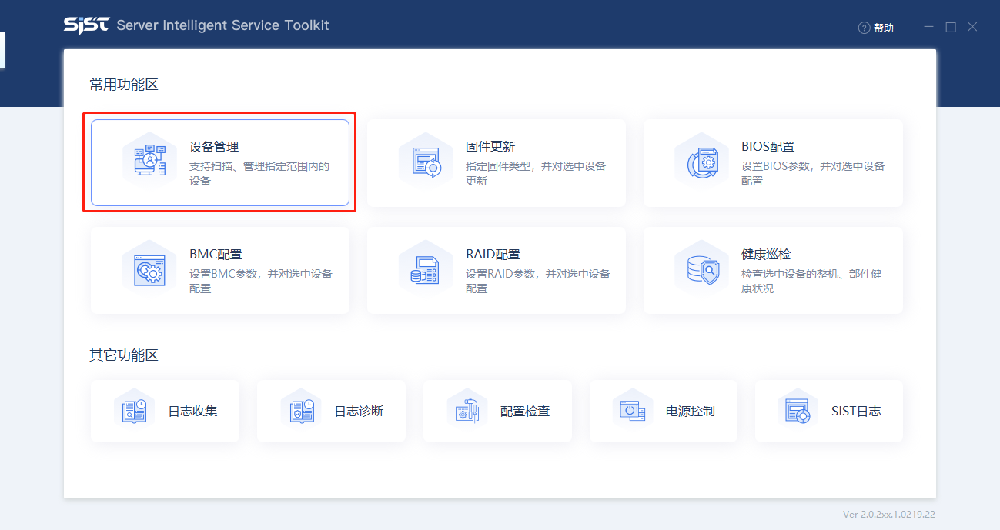 SIST Server Intelligent Service Toolkit
? 帮助
常用功能区
设备管理
支持扫描、管理指定范围内的
设备
固件更新
指定固件类型，并对选中设备
更新
BIOS配置
设置BIOS参数，并对选中设备
配置
BMC配置
设置BMC参数，并对选中设备
配置
RAID配置
设置RAID参数，并对选中设备
配置
健康巡检
检查选中设备的整机、部件健
康状况
其它功能区
日志收集
日志诊断
配置检查
电源控制
SIST日志
Ver 2.0.2xx.1.0219.22